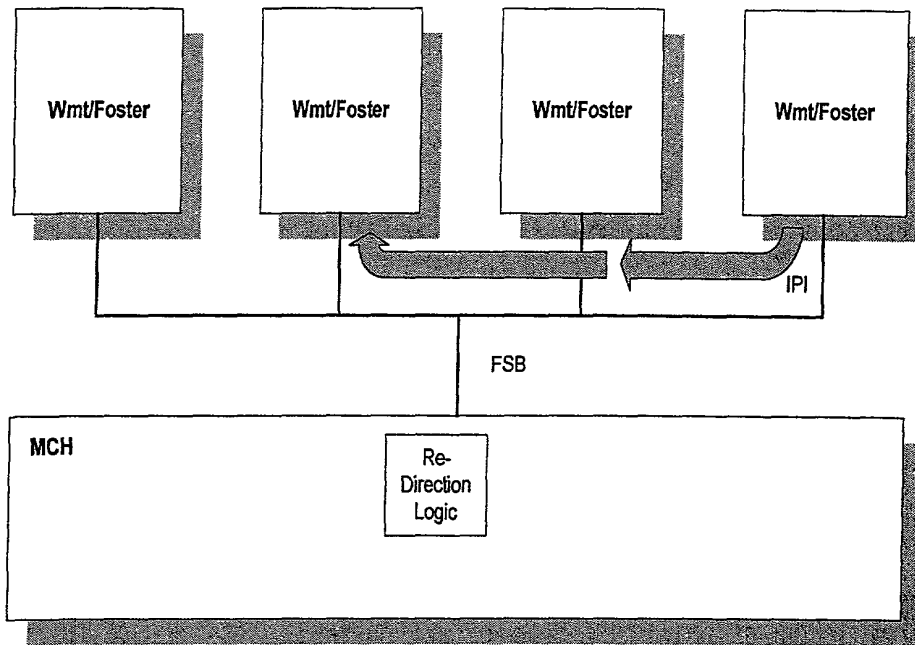 Wmt/Foster
Wmt/Foster
Wmt/Foster
Wmt/Foster
IPI
FSB
MCH
Re-
Direction
Logic